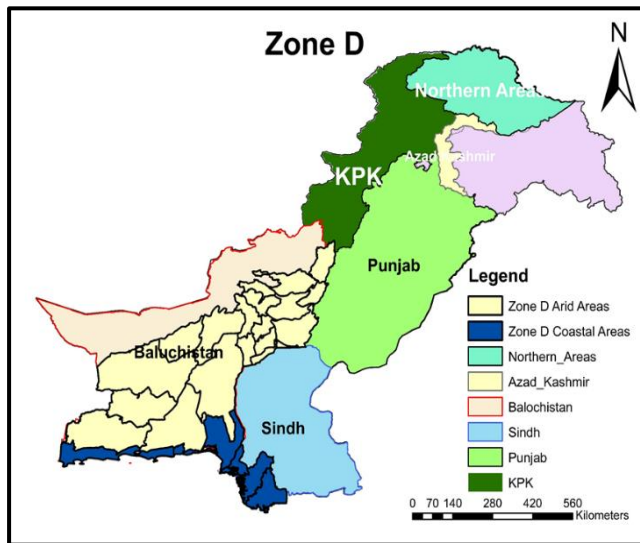 Zone D
N
Northern Areas
Azad Kashmir
KPK
Punjab
Baluchistan
Sindh
Legend
Zone D Arid Areas
Zone D Coastal Areas
Northern_Areas
Azad_Kashmir
Balochistan
Sindh
Punjab
KPK
0 70 140 280 420 560
Kilometers